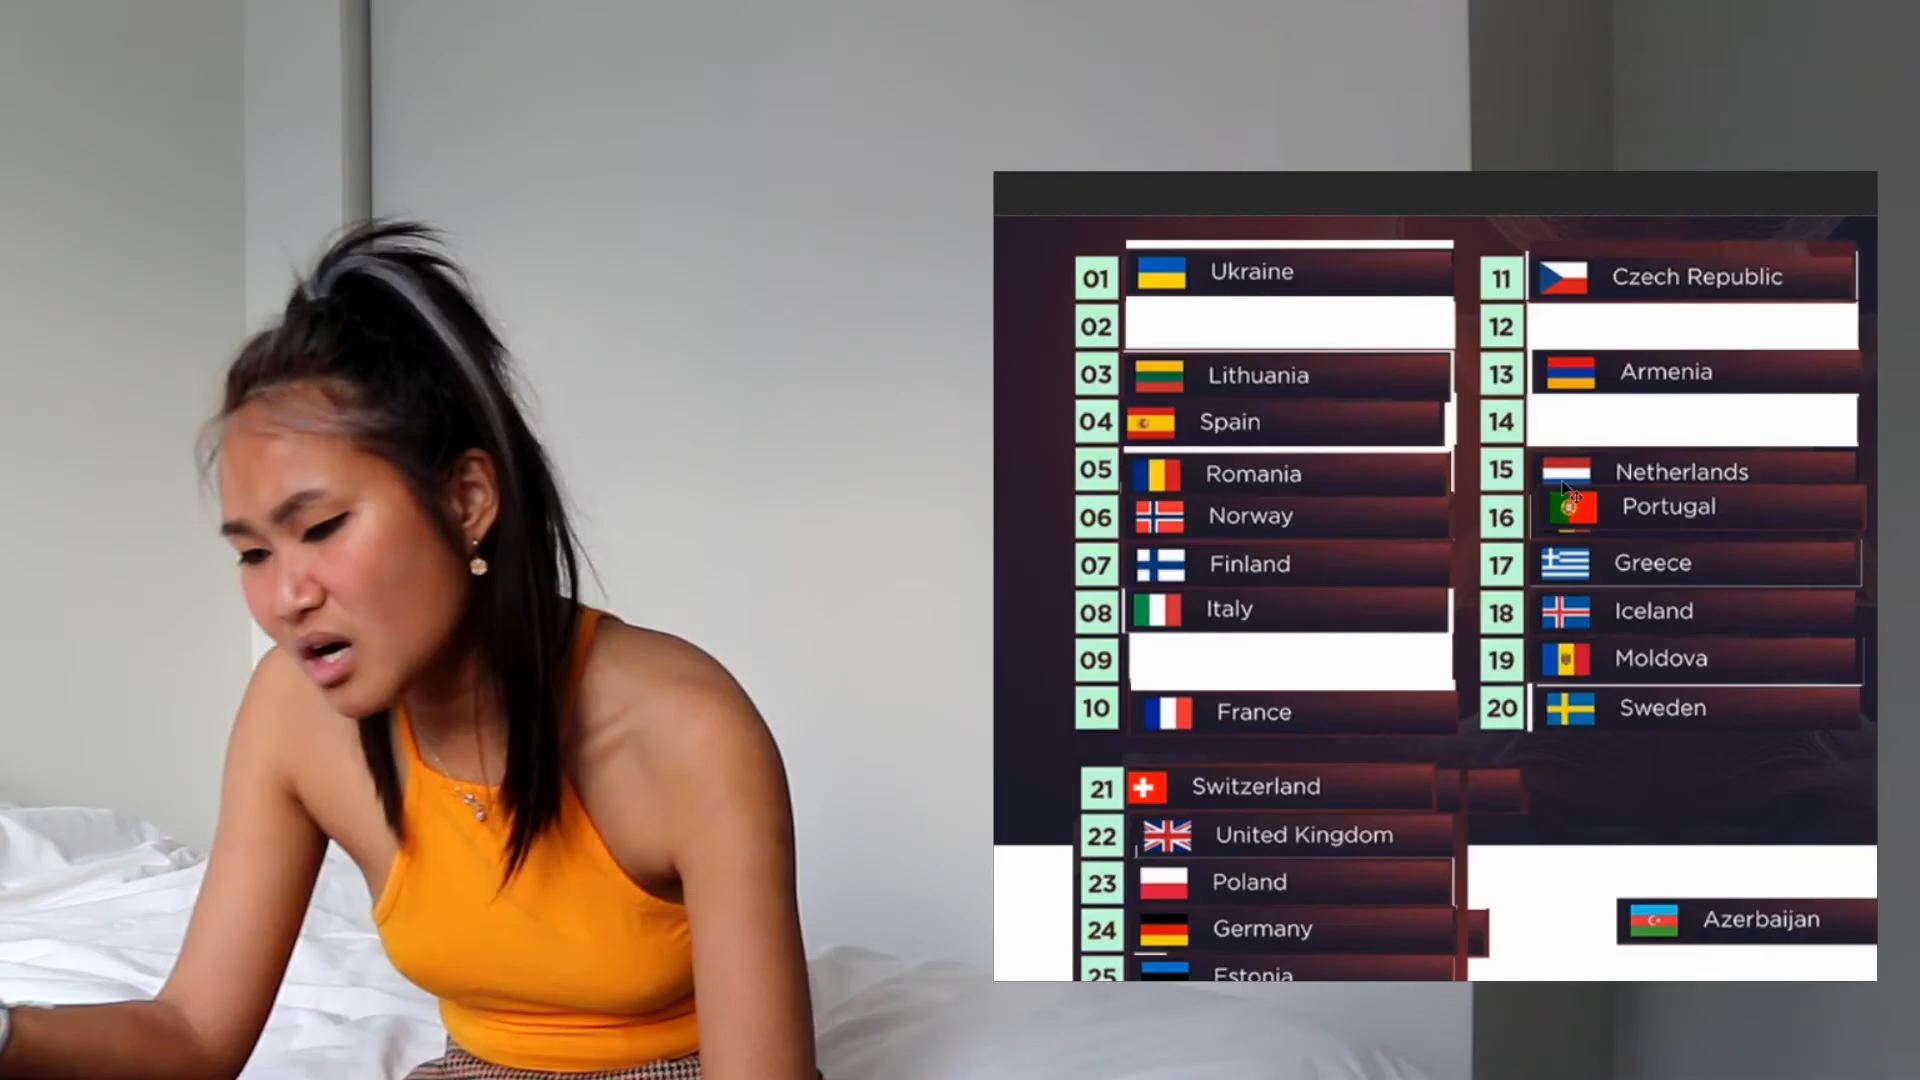 01 Ukraine
02
03 Lithuania
04 Spain
05 Romania
06 Norway
07 Finland
08 Italy
09
10 France
11 Czech Republic
12
13 Armenia
14
15 Netherlands
16 Portugal
17 Greece
18 Iceland
19 Moldova
20 Sweden
21 Switzerland
22 United Kingdom
23 Poland
24 Germany
25 Estonia
Azerbaijan